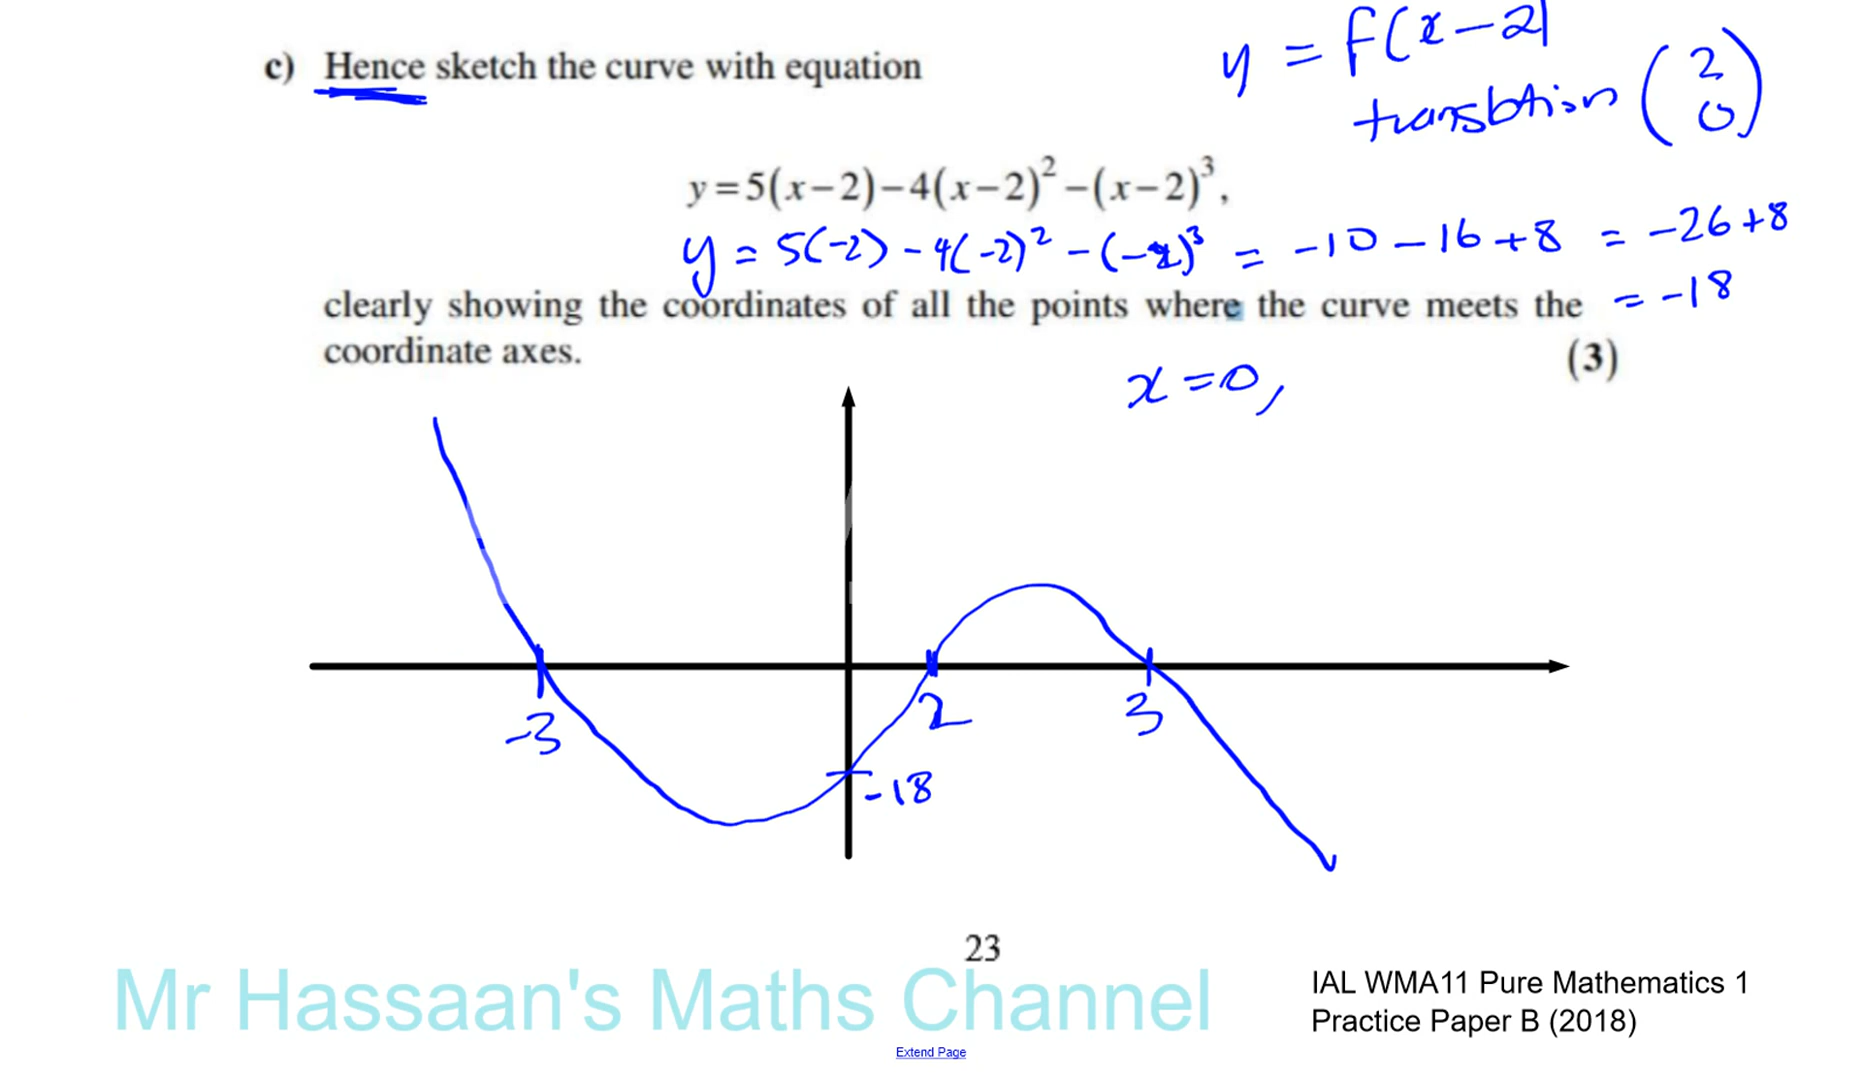 y = f(x-2)
c) Hence sketch the curve with equation
translation (2 0)
y=5(x−2)−4(x−2)²−(x−2)³,
y = 5(-2) - 4(-2)² - (-2)³ = -10 - 16 + 8 = -26+8
clearly showing the coordinates of all the points where the curve meets the = -18
coordinate axes. (3)
x = 0,
-3 2 3
-18
23
Mr Hassaan's Maths Channel
IAL WMA11 Pure Mathematics 1
Practice Paper B (2018)
Extend Page